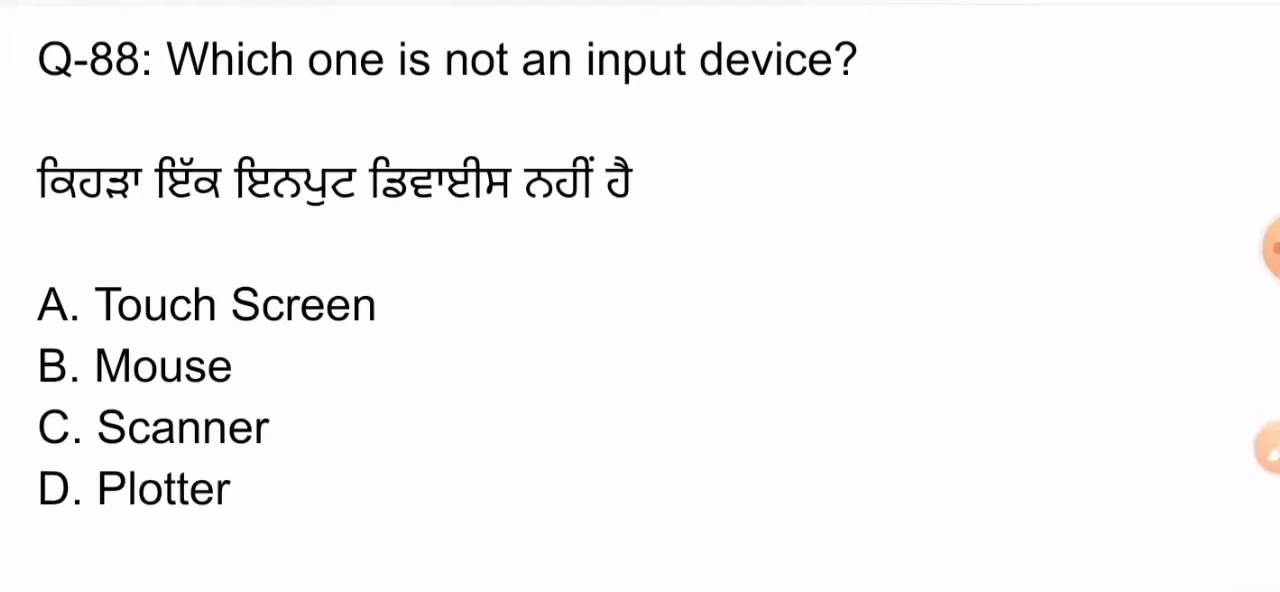 Q-88: Which one is not an input device?
ਕਿਹੜਾ ਇੱਕ ਇਨਪੁਟ ਡਿਵਾਈਸ ਨਹੀਂ ਹੈ
A. Touch Screen
B. Mouse
C. Scanner
D. Plotter